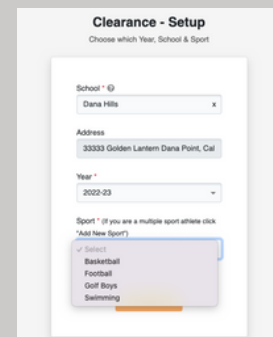 Clearance - Setup
Choose which Year, School & Sport
School *
Dana Hills x
Address
33333 Golden Lantern Dana Point, Cal
Year *
2022-23
Sport * (If you are a multiple sport athlete click
"Add New Sport")
✓ Select
Basketball
Football
Golf Boys
Swimming